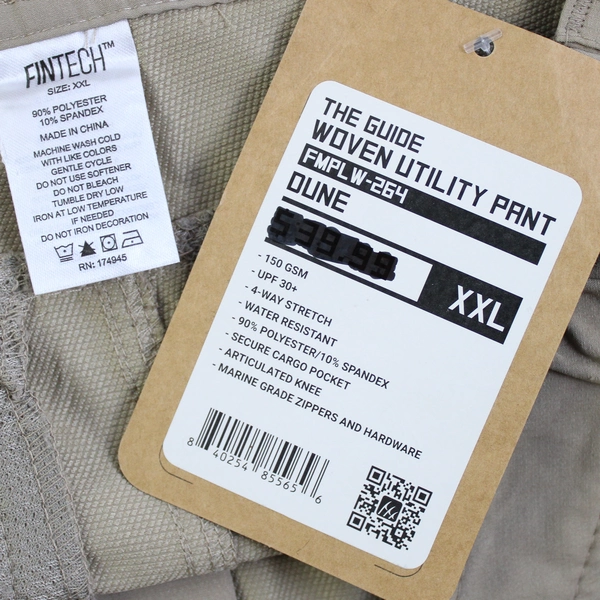 FINTECH™
SIZE: XXL
90% POLYESTER
10% SPANDEX
MADE IN CHINA
MACHINE WASH COLD
WITH LIKE COLORS
GENTLE CYCLE
DO NOT USE SOFTENER
DO NOT BLEACH
TUMBLE DRY LOW
IRON AT LOW TEMPERATURE
IF NEEDED
DO NOT IRON DECORATION
RN: 174945
THE GUIDE
WOVEN UTILITY PANT
FMPLW-264
DUNE
$39.99
XXL
- 150 GSM
- UPF 30+
- 4-WAY STRETCH
- WATER RESISTANT
- 90% POLYESTER/10% SPANDEX
- SECURE CARGO POCKET
- ARTICULATED KNEE
- MARINE GRADE ZIPPERS AND HARDWARE
8 40254 85565 6